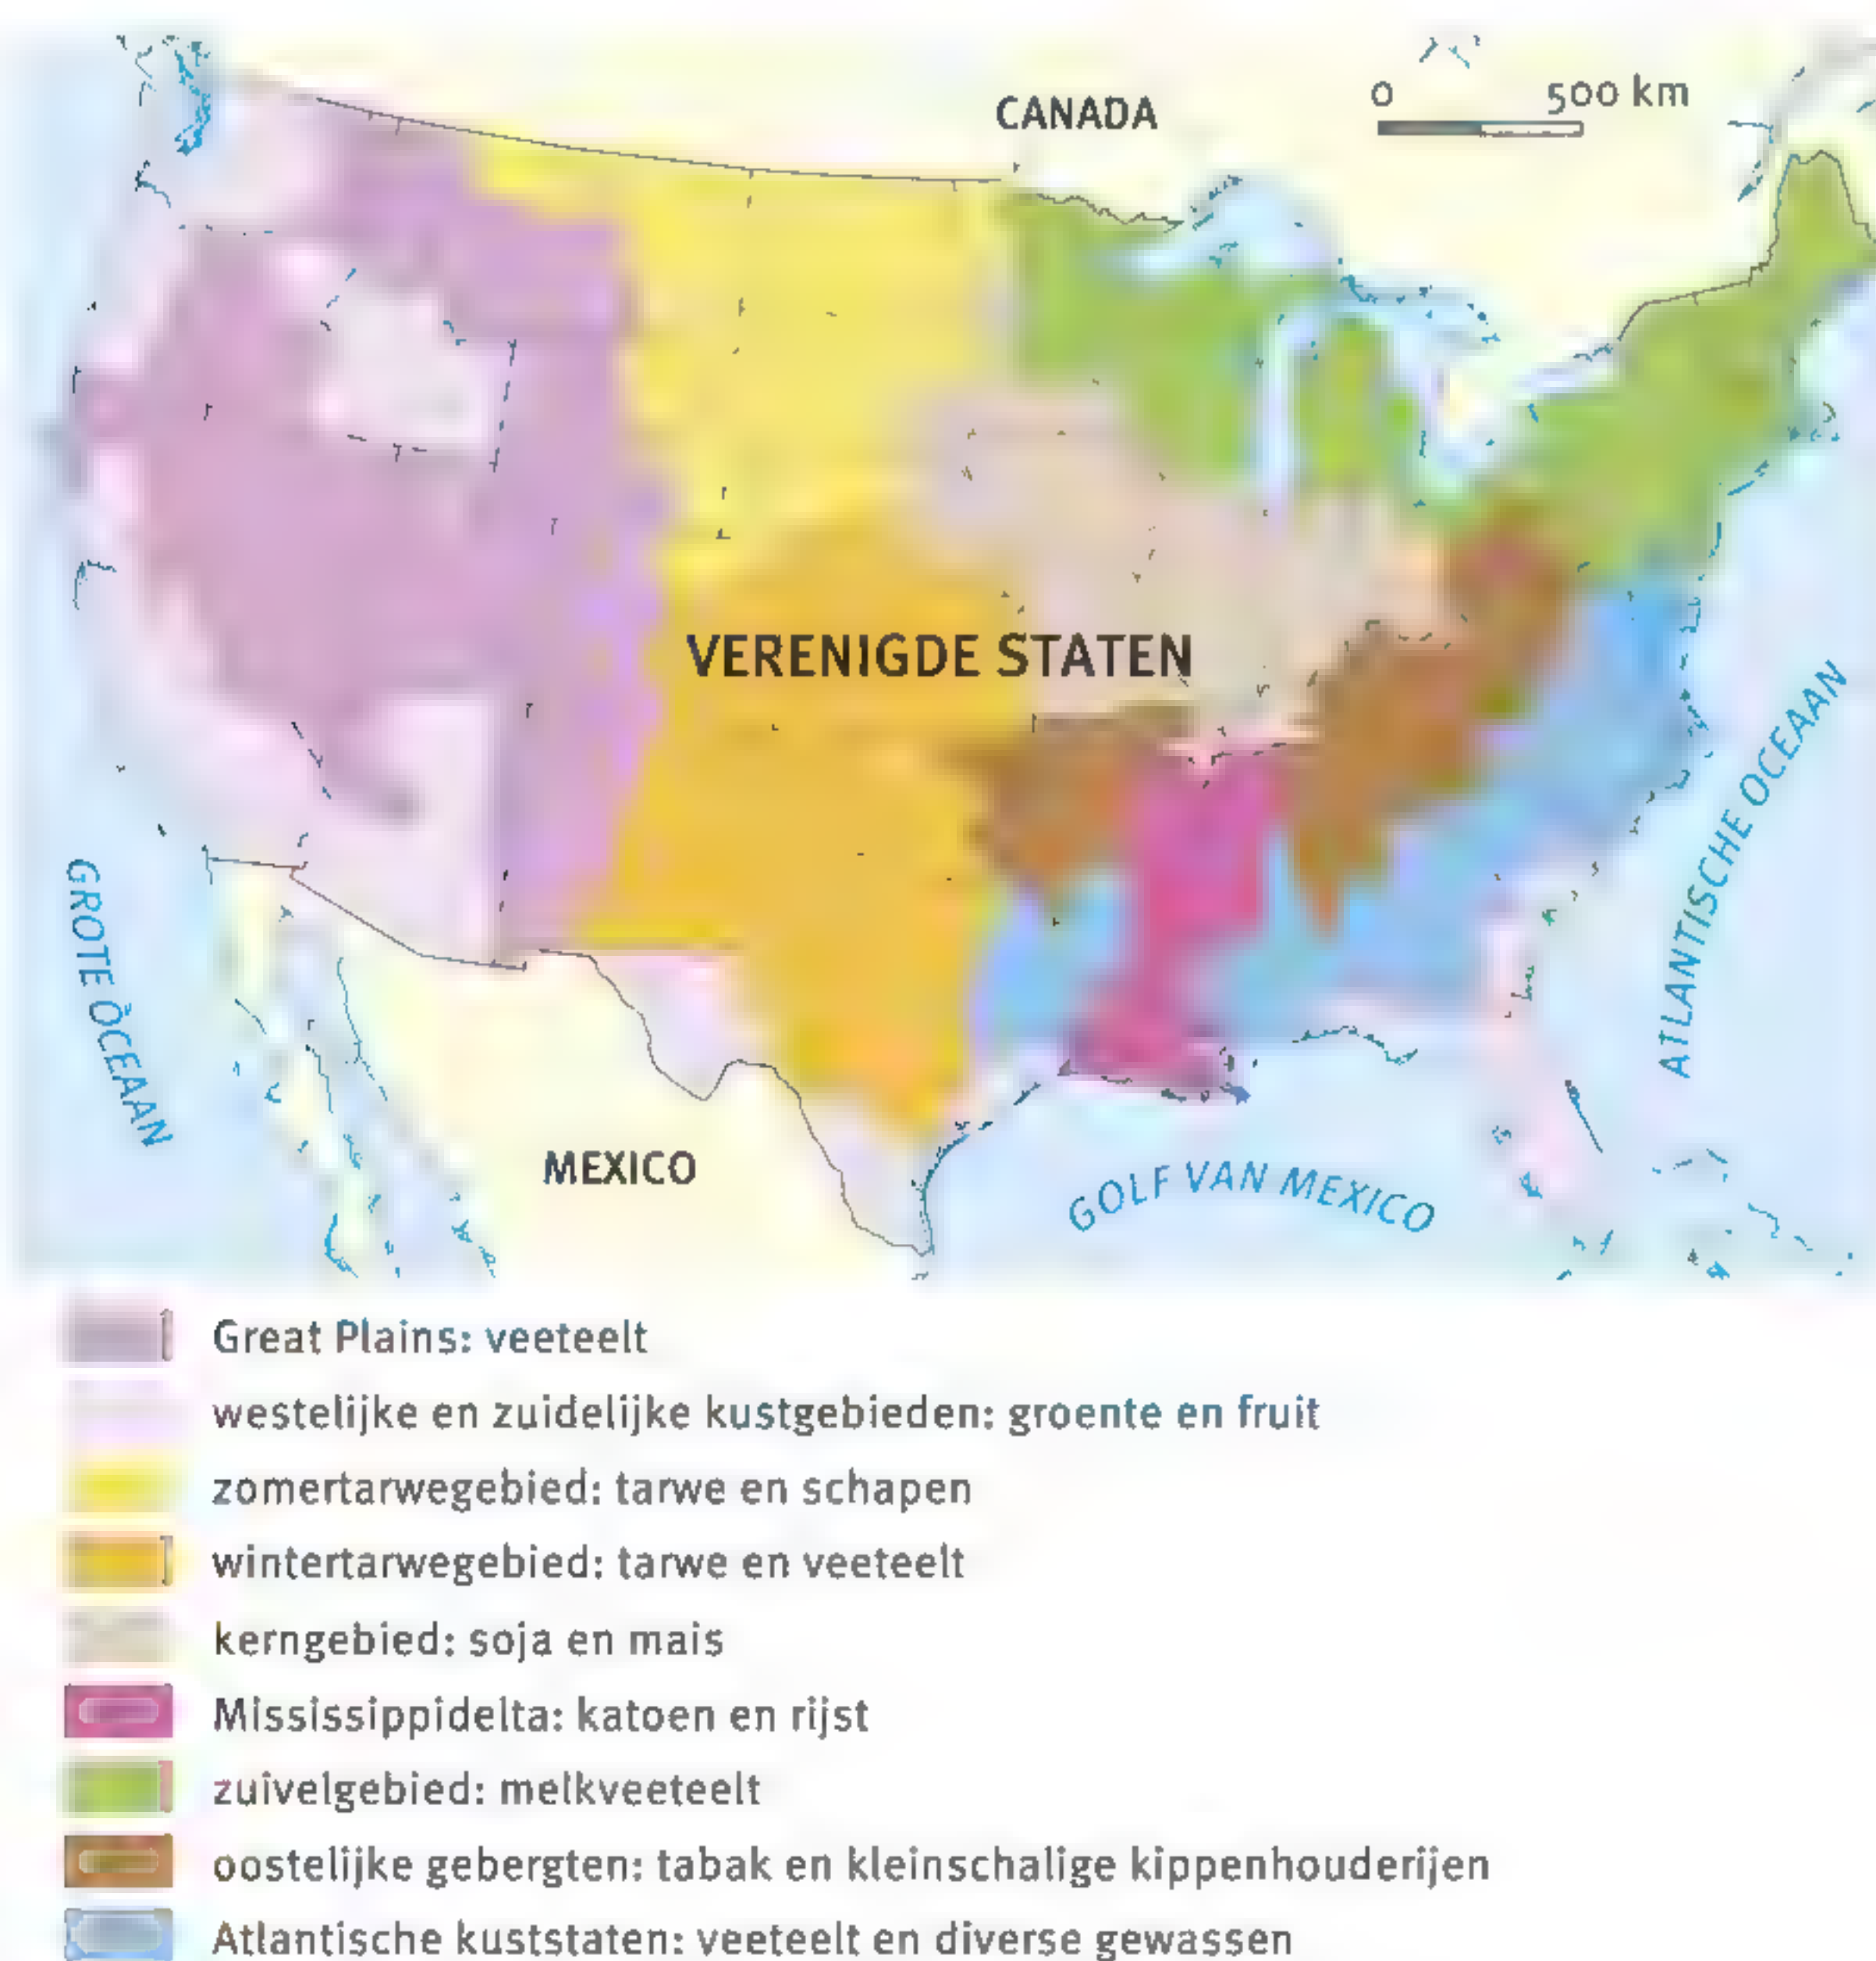 CANADA
0 500 km
VERENIGDE STATEN
GROTE OCEAAN
ATLANTISCHE OCEAAN
MEXICO
GOLF VAN MEXICO
Great Plains: veeteelt
westelijke en zuidelijke kustgebieden: groente en fruit
zomertarwegebied: tarwe en schapen
wintertarwegebied: tarwe en veeteelt
kerngebied: soja en mais
Mississippidelta: katoen en rijst
zuivelgebied: melkveeteelt
oostelijke gebergten: tabak en kleinschalige kippenhouderijen
Atlantische kuststaten: veeteelt en diverse gewassen